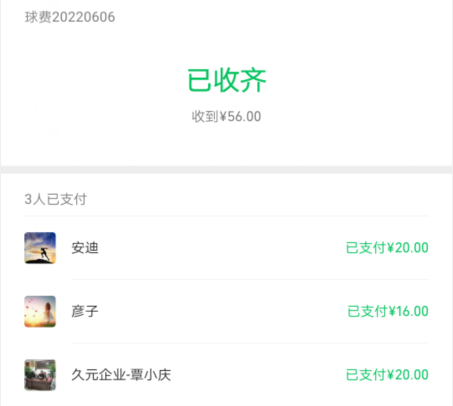 球费20220606
已收齐
收到¥56.00
3人已支付
安迪 已支付¥20.00
彦子 已支付¥16.00
久元企业-覃小庆 已支付¥20.00